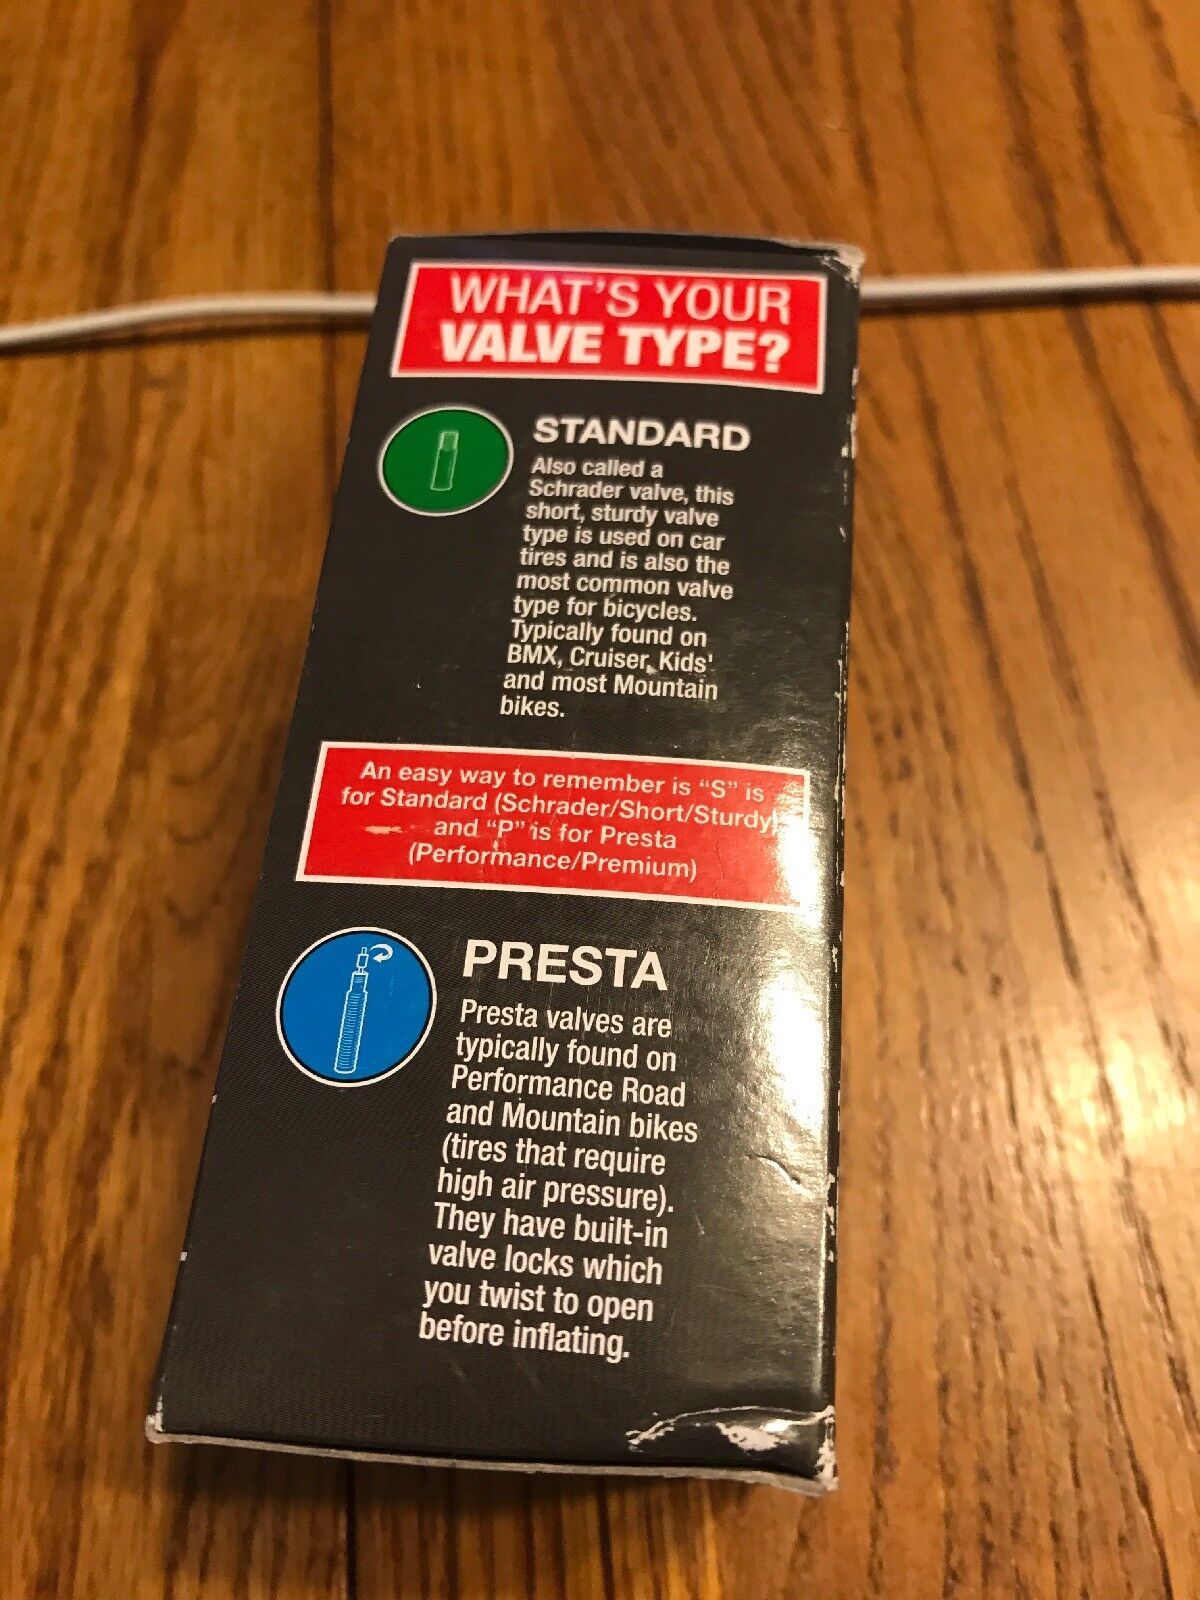 WHAT'S YOUR
VALVE TYPE?
STANDARD
Also called a
Schrader valve, this
short, sturdy valve
type is used on car
tires and is also the
most common valve
type for bicycles.
Typically found on
BMX, Cruiser, Kids'
and most Mountain
bikes.
An easy way to remember is "S" is
for Standard (Schrader/Short/Sturdy)
and "P" is for Presta
(Performance/Premium)
PRESTA
Presta valves are
typically found on
Performance Road
and Mountain bikes
(tires that require
high air pressure).
They have built-in
valve locks which
you twist to open
before inflating.